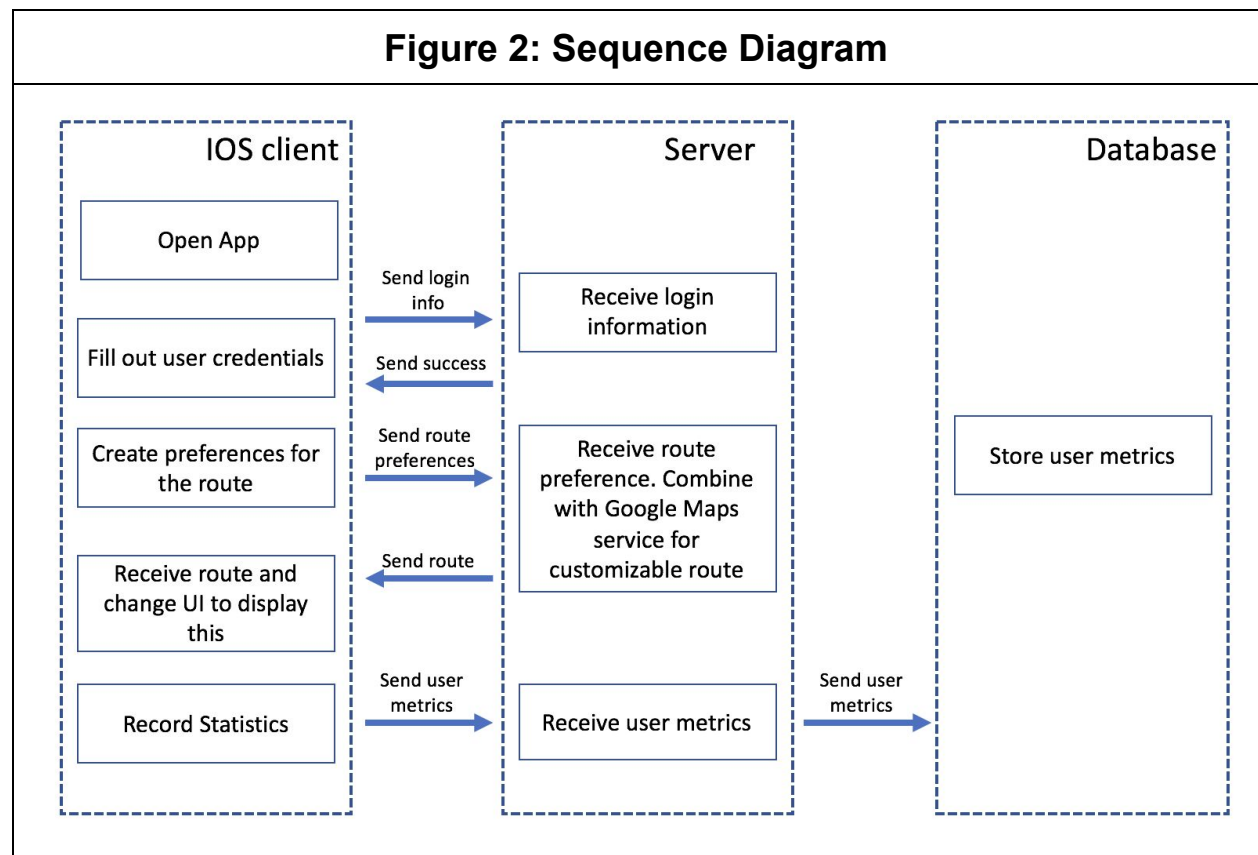 Figure 2: Sequence Diagram
IOS client
Open App
Fill out user credentials
Create preferences for
the route
Receive route and
change UI to display
this
Record Statistics
Send login
info
Send success
Send route
preferences
Send route
Send user
metrics
Server
Receive login
information
Receive route
preference. Combine
with Google Maps
service for
customizable route
Receive user metrics
Send user
metrics
Database
Store user metrics